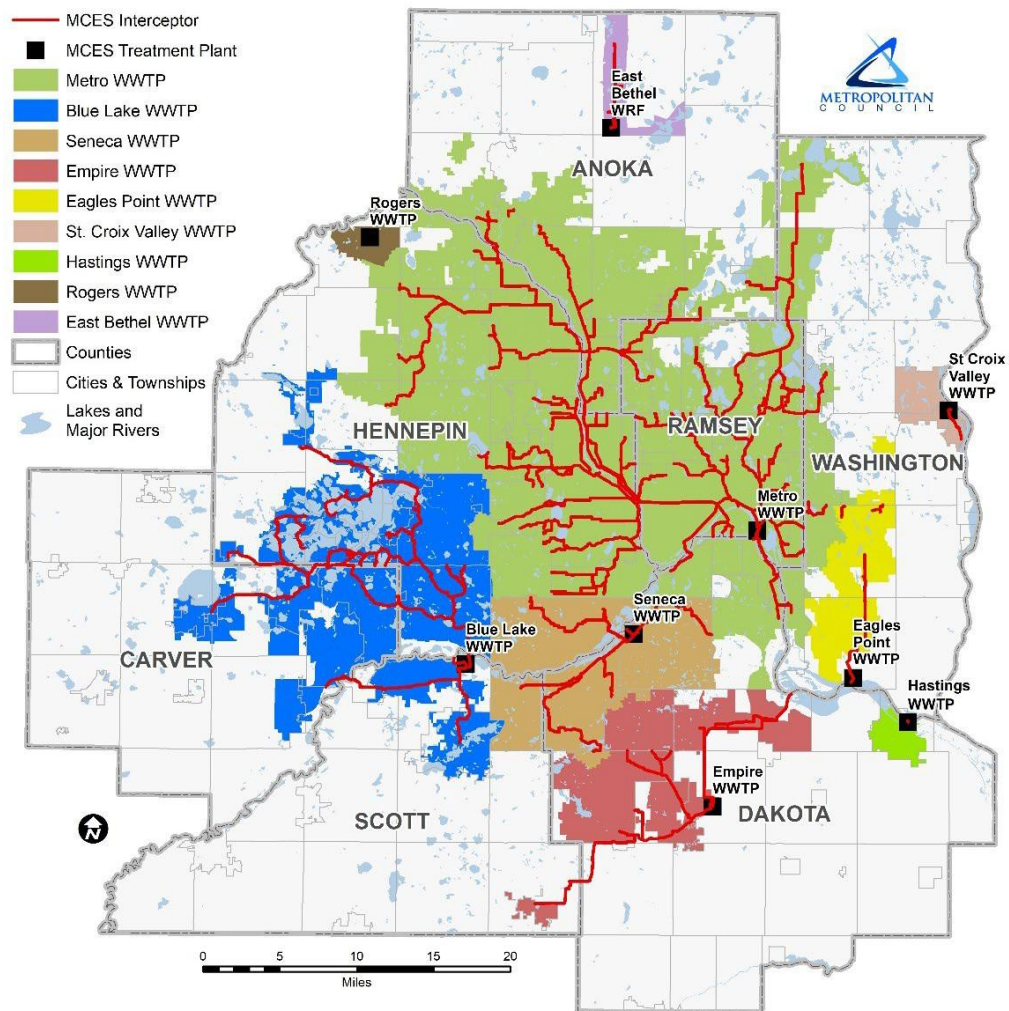 MCES Interceptor
MCES Treatment Plant
Metro WWTP
Blue Lake WWTP
Seneca WWTP
Empire WWTP
Eagles Point WWTP
St. Croix Valley WWTP
Hastings WWTP
Rogers WWTP
East Bethel WWTP
Counties
Cities & Townships
Lakes and
Major Rivers
METROPOLITAN
COUNCIL
East
Bethel
WRF
ANOKA
Rogers
WWTP
St Croix
Valley
WWTP
HENNEPIN
RAMSEY
WASHINGTON
Metro
WWTP
Seneca
WWTP
Blue Lake
WWTP
Eagles
Point
WWTP
CARVER
Hastings
WWTP
Empire
WWTP
SCOTT
DAKOTA
N
0 5 10 15 20
Miles